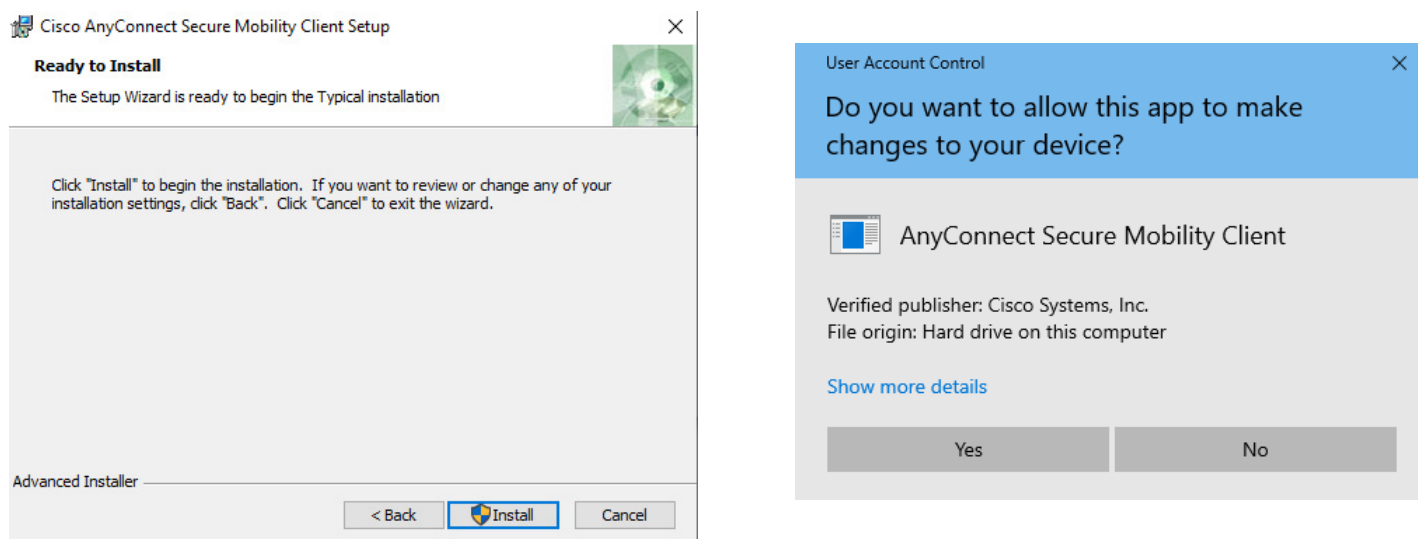 Cisco AnyConnect Secure Mobility Client Setup
Ready to Install
The Setup Wizard is ready to begin the Typical installation
Click "Install" to begin the installation.  If you want to review or change any of your
installation settings, click "Back".  Click "Cancel" to exit the wizard.
Advanced Installer
< Back
Install
Cancel
User Account Control
Do you want to allow this app to make
changes to your device?
AnyConnect Secure Mobility Client
Verified publisher: Cisco Systems, Inc.
File origin: Hard drive on this computer
Show more details
Yes
No